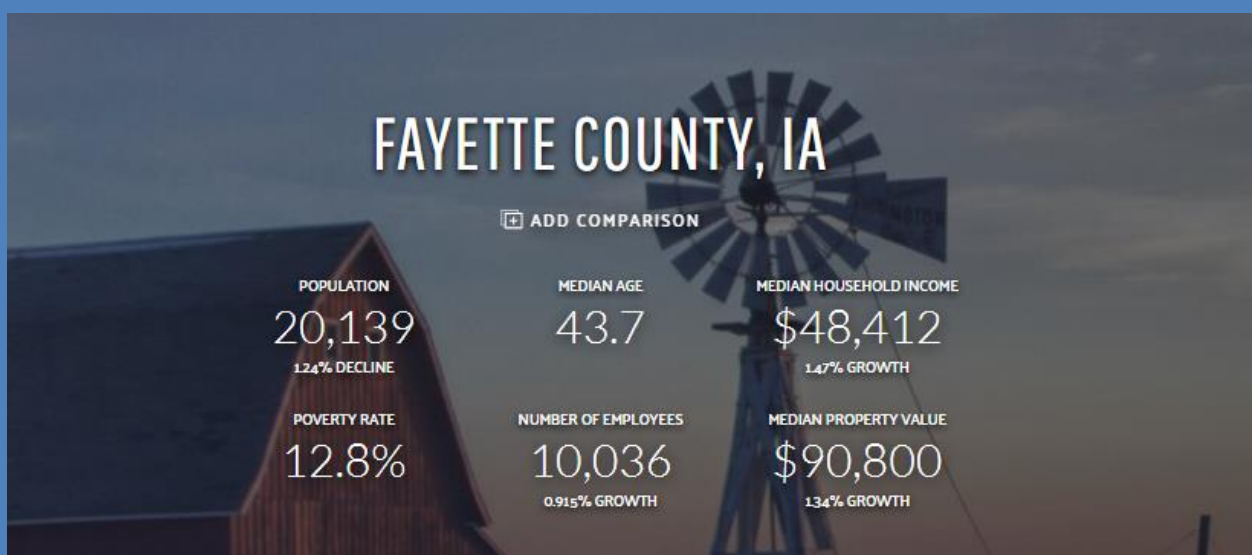 FAYETTE COUNTY, IA
ADD COMPARISON
POPULATION
20,139
1.24% DECLINE
MEDIAN AGE
43.7
MEDIAN HOUSEHOLD INCOME
$48,412
1.47% GROWTH
POVERTY RATE
12.8%
NUMBER OF EMPLOYEES
10,036
0.915% GROWTH
MEDIAN PROPERTY VALUE
$90,800
1.34% GROWTH